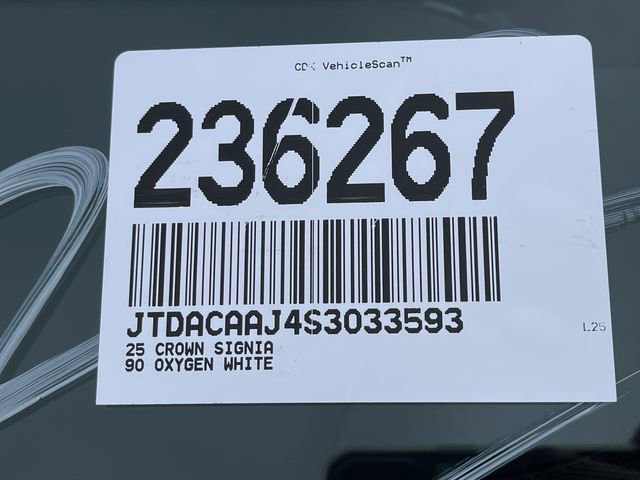 CDK VehicleScan™
236267
JTDACAAJ4S3033593
L25
25 CROWN SIGNIA
90 OXYGEN WHITE